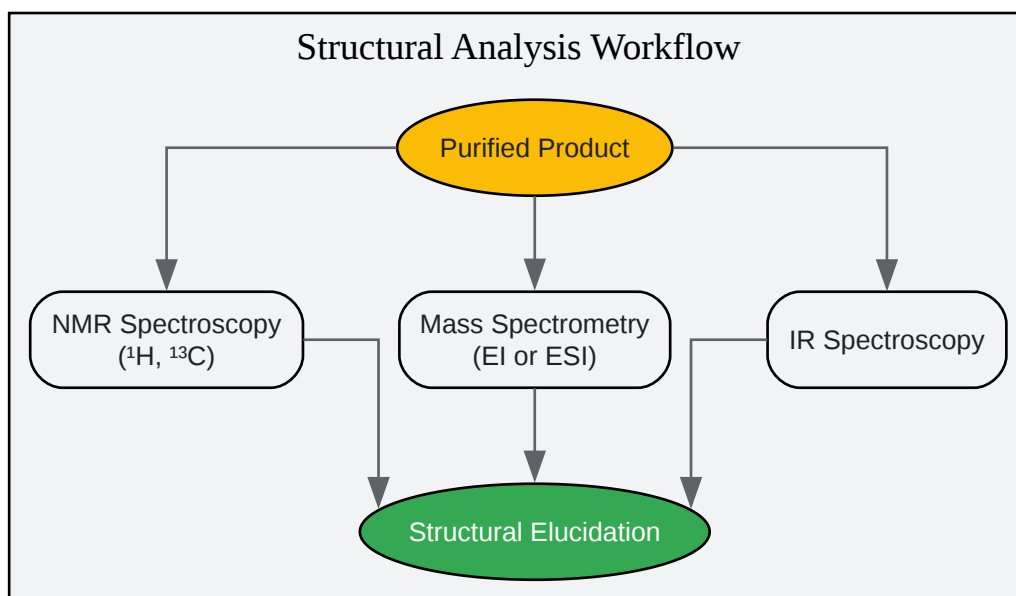 Structural Analysis Workflow
Purified Product
NMR Spectroscopy
(¹H, ¹³C)
Mass Spectrometry
(EI or ESI)
IR Spectroscopy
Structural Elucidation